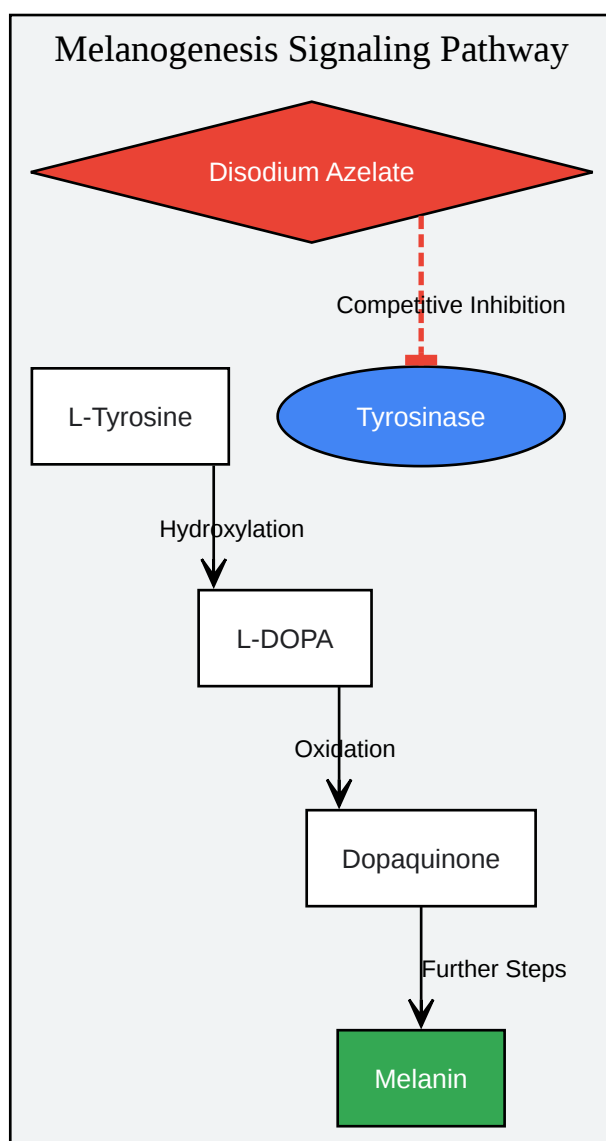 Melanogenesis Signaling Pathway
Disodium Azelate
Competitive Inhibition
L-Tyrosine
Tyrosinase
Hydroxylation
L-DOPA
Oxidation
Dopaquinone
Further Steps
Melanin